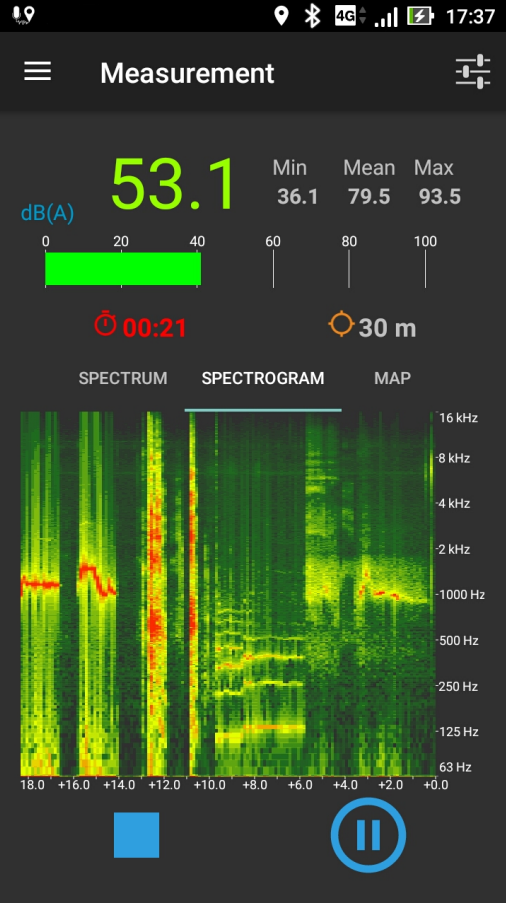 4G 17:37
Measurement
53.1
Min Mean Max
dB(A) 36.1 79.5 93.5
0 20 40 60 80 100
00:21 30 m
SPECTRUM SPECTROGRAM MAP
16 kHz
8 kHz
4 kHz
2 kHz
1000 Hz
500 Hz
250 Hz
125 Hz
63 Hz
18.0 +16.0 +14.0 +12.0 +10.0 +8.0 +6.0 +4.0 +2.0 +0.0